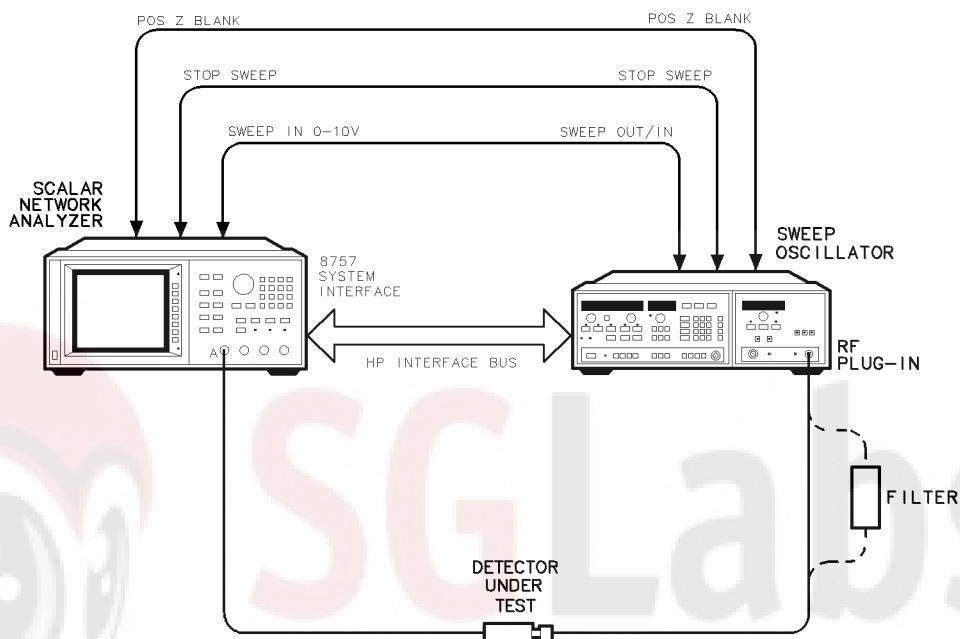 POS Z BLANK
POS Z BLANK
STOP SWEEP
STOP SWEEP
SWEEP IN 0-10V
SWEEP OUT/IN
SCALAR
NETWORK
ANALYZER
SWEEP
OSCILLATOR
8757
SYSTEM
INTERFACE
A
HP INTERFACE BUS
RF
PLUG-IN
FILTER
DETECTOR
UNDER
TEST
SGLabs